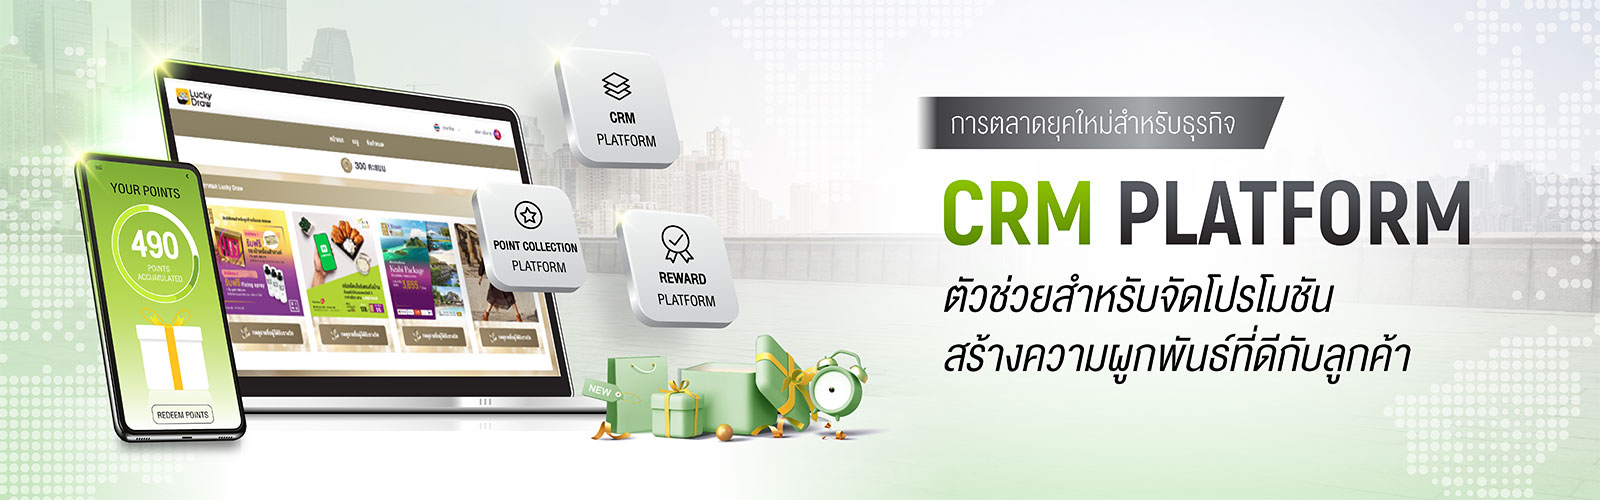 Lucky
Draw
300 คะแนน
YOUR POINTS
490
POINTS
ACCUMULATED
REDEEM POINTS
CRM
PLATFORM
POINT COLLECTION
PLATFORM
REWARD
PLATFORM
NEW
การตลาดยุคใหม่สำหรับธุรกิจ
CRM PLATFORM
ตัวช่วยสำหรับจัดโปรโมชัน
สร้างความผูกพันธ์ที่ดีกับลูกค้า